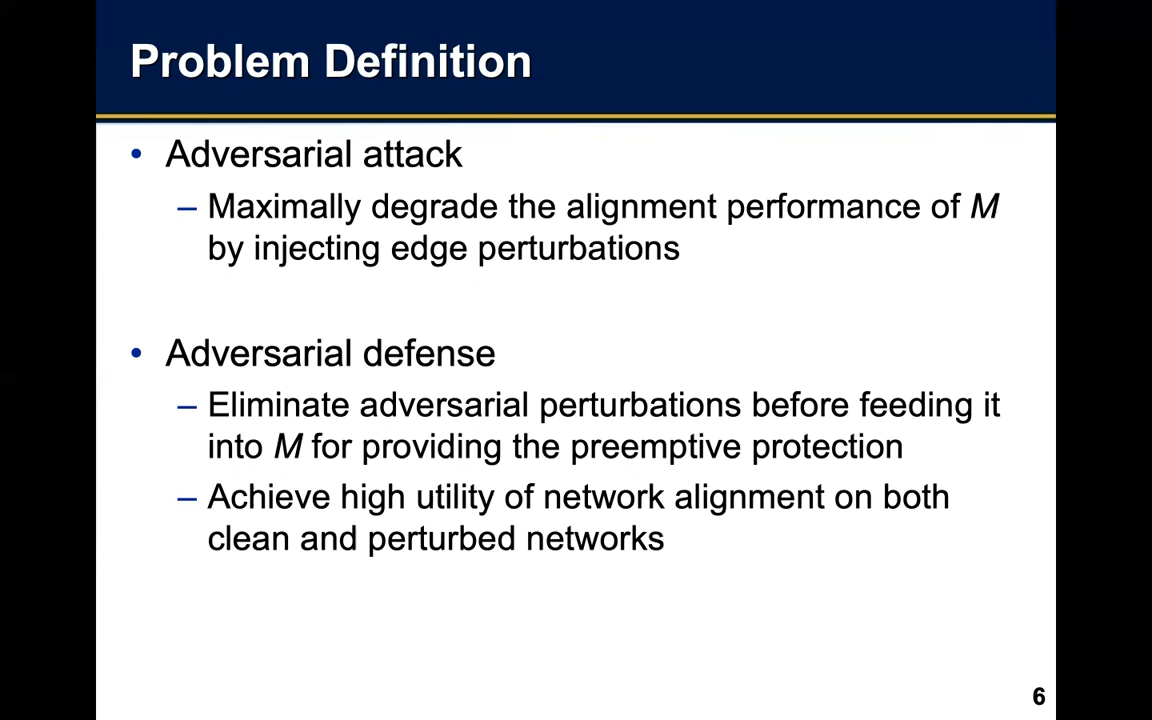 Problem Definition
• Adversarial attack
– Maximally degrade the alignment performance of M
by injecting edge perturbations
• Adversarial defense
– Eliminate adversarial perturbations before feeding it
into M for providing the preemptive protection
– Achieve high utility of network alignment on both
clean and perturbed networks
6